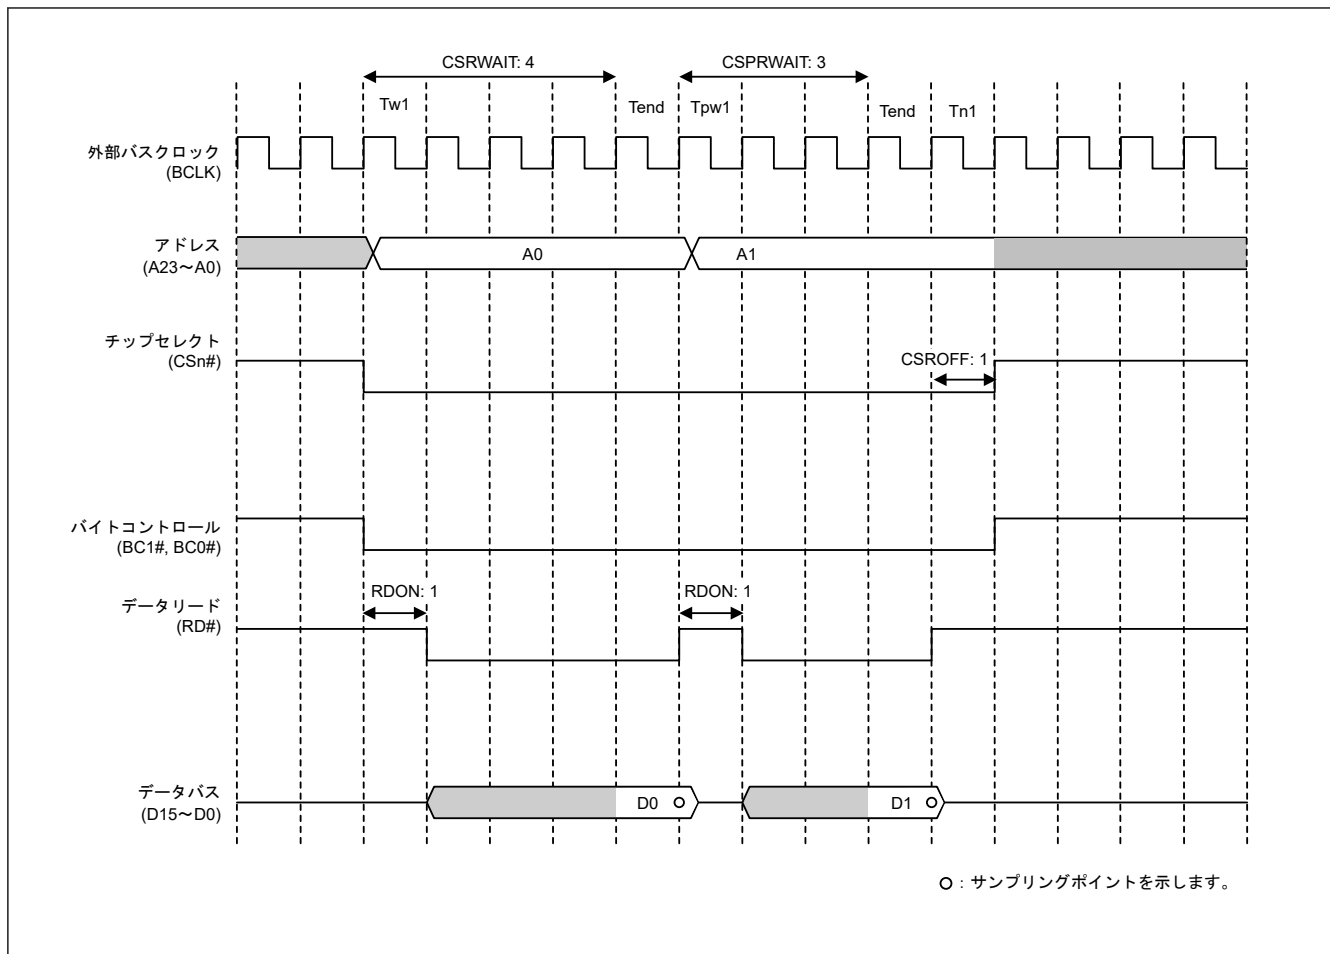 CSRWAIT: 4
CSPRWAIT: 3
Tw1
Tend
Tpw1
Tend
Tn1
外部バスクロック
(BCLK)
アドレス
(A23～A0)
A0
A1
チップセレクト
(CSn#)
CSROFF: 1
バイトコントロール
(BC1#, BC0#)
RDON: 1
RDON: 1
データリード
(RD#)
データバス
(D15～D0)
D0
D1
：サンプリングポイントを示します。